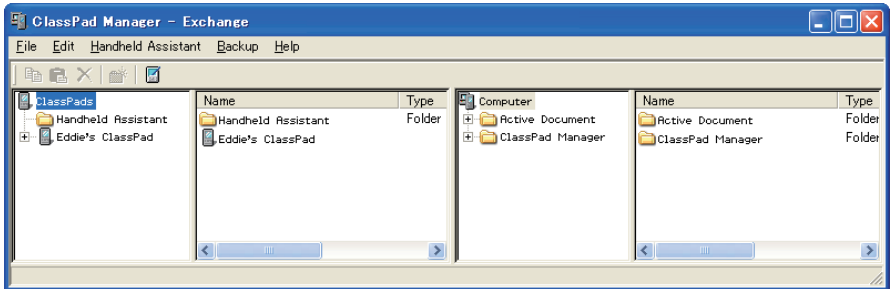 ClassPad Manager - Exchange
File Edit Handheld Assistant Backup Help
ClassPads
Handheld Assistant
Eddie's ClassPad
Name Type
Handheld Assistant Folder
Eddie's ClassPad
Computer
Active Document
ClassPad Manager
Name Type
Active Document Folder
ClassPad Manager Folder